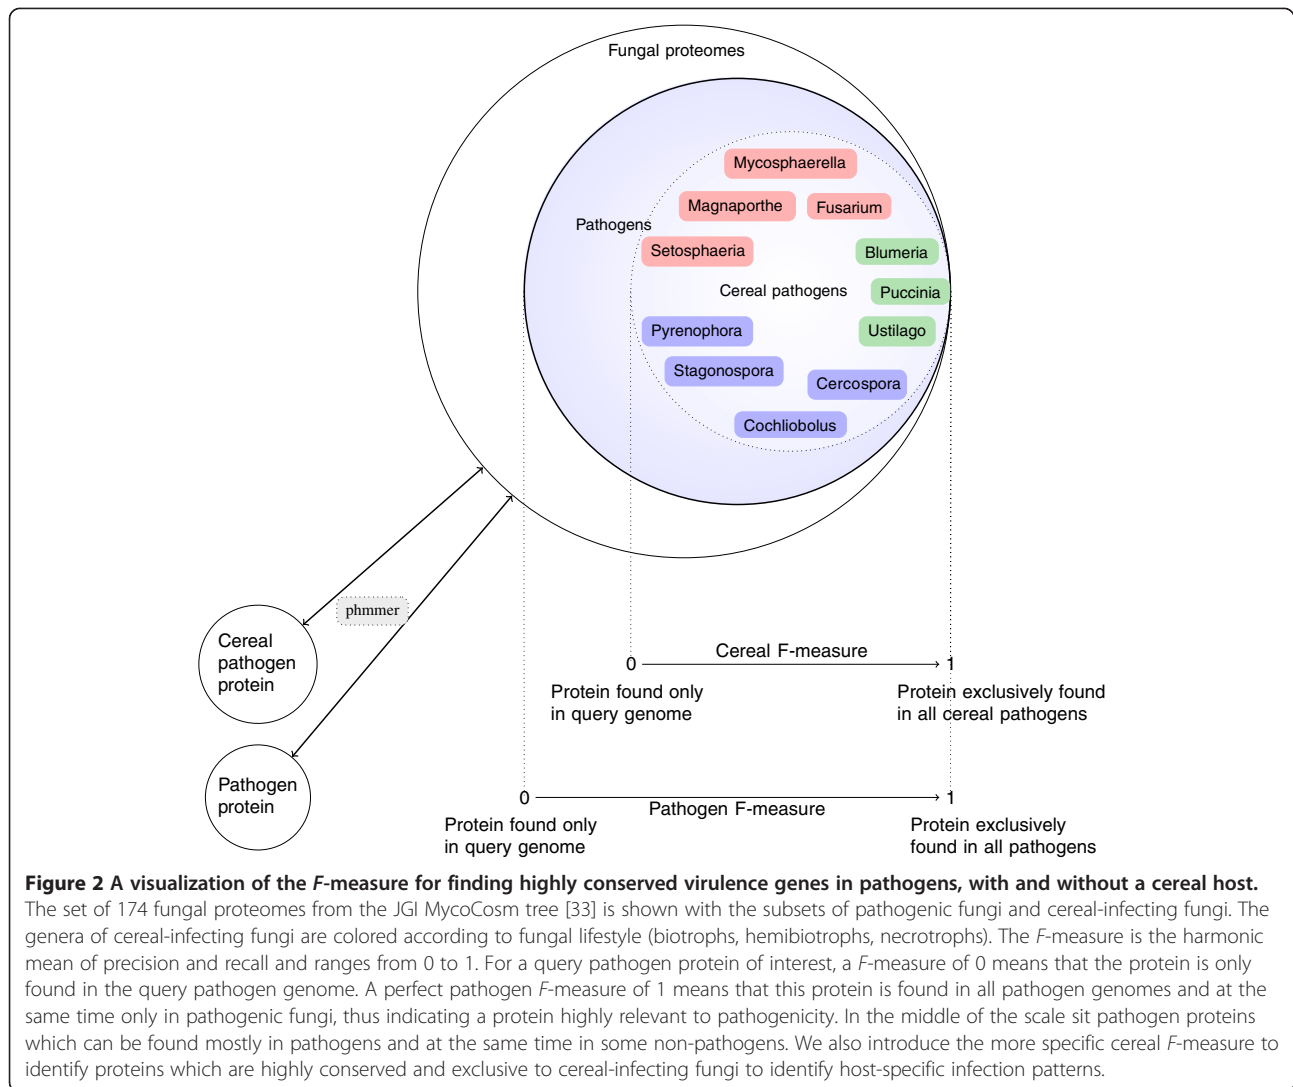 Fungal proteomes
Mycosphaerella
Magnaporthe
Fusarium
Pathogens
Setosphaeria
Blumeria
Cereal pathogens
Puccinia
Pyrenophora
Ustilago
Stagonospora
Cercospora
Cochliobolus
phmmer
Cereal
pathogen
protein
Cereal F-measure
0
1
Protein found only
in query genome
Protein exclusively found
in all cereal pathogens
Pathogen
protein
0
1
Pathogen F-measure
Protein found only
in query genome
Protein exclusively
found in all pathogens
Figure 2 A visualization of the F-measure for finding highly conserved virulence genes in pathogens, with and without a cereal host.
The set of 174 fungal proteomes from the JGI MycoCosm tree [33] is shown with the subsets of pathogenic fungi and cereal-infecting fungi. The
genera of cereal-infecting fungi are colored according to fungal lifestyle (biotrophs, hemibiotrophs, necrotrophs). The F-measure is the harmonic
mean of precision and recall and ranges from 0 to 1. For a query pathogen protein of interest, a F-measure of 0 means that the protein is only
found in the query pathogen genome. A perfect pathogen F-measure of 1 means that this protein is found in all pathogen genomes and at the
same time only in pathogenic fungi, thus indicating a protein highly relevant to pathogenicity. In the middle of the scale sit pathogen proteins
which can be found mostly in pathogens and at the same time in some non-pathogens. We also introduce the more specific cereal F-measure to
identify proteins which are highly conserved and exclusive to cereal-infecting fungi to identify host-specific infection patterns.